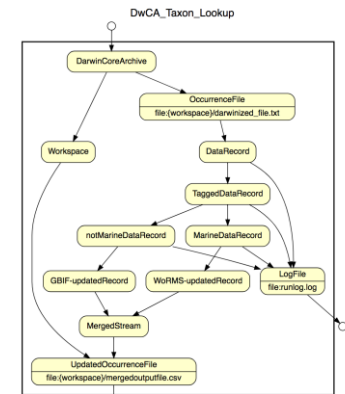 DwCA_Taxon_Lookup
DarwinCoreArchive
OccurrenceFile
file:{workspace}/darwinized_file.txt
Workspace
DataRecord
TaggedDataRecord
notMarineDataRecord
MarineDataRecord
GBIF-updatedRecord
WoRMS-updatedRecord
LogFile
file:runlog.log
MergedStream
UpdatedOccurrenceFile
file:{workspace}/mergedoutputfile.csv